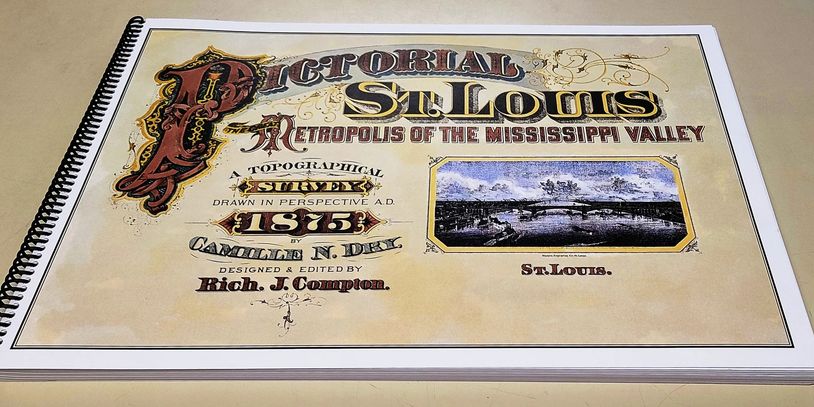 PICTORIAL
ST. LOUIS
METROPOLIS OF THE MISSISSIPPI VALLEY
A TOPOGRAPHICAL
SURVEY
DRAWN IN PERSPECTIVE A.D.
1875
BY
CAMILLE N. DRY.
DESIGNED & EDITED BY
Rich. J. Compton.
ST. LOUIS.